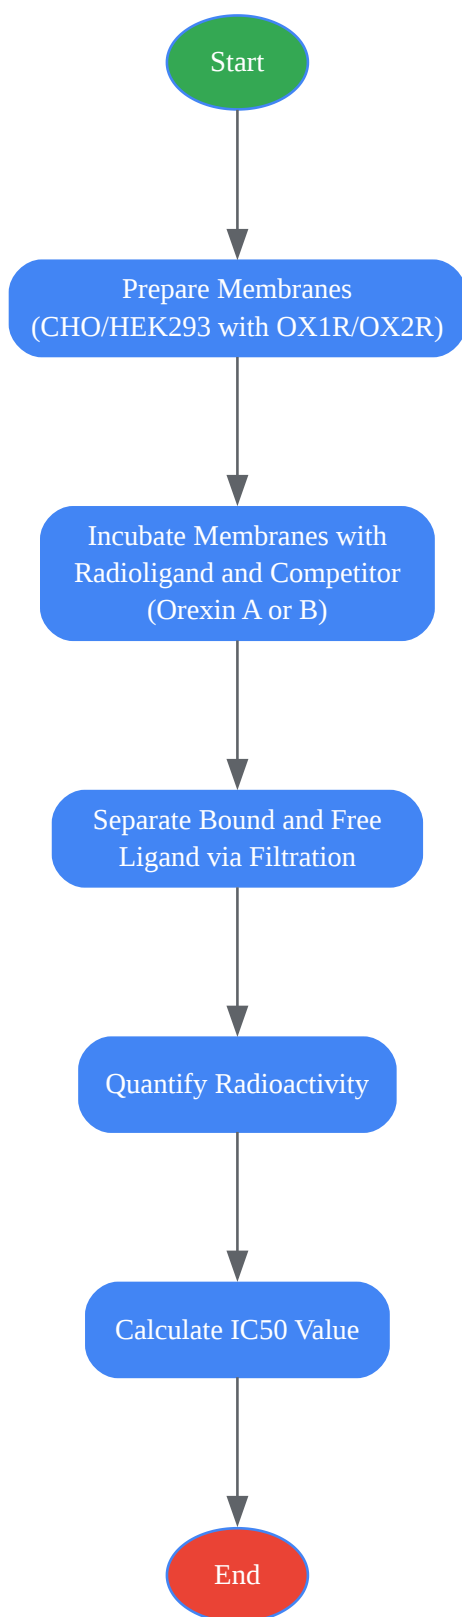 Start
Prepare Membranes
(CHO/HEK293 with OX1R/OX2R)
Incubate Membranes with
Radioligand and Competitor
(Orexin A or B)
Separate Bound and Free
Ligand via Filtration
Quantify Radioactivity
Calculate IC50 Value
End